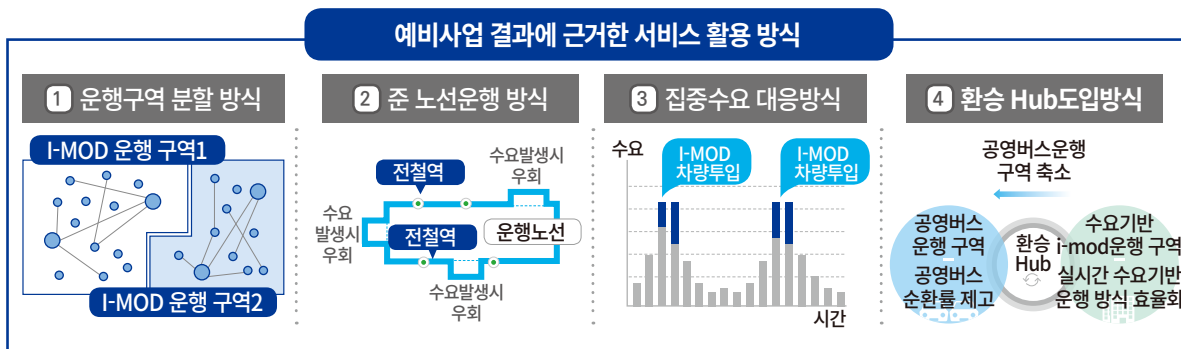 예비사업 결과에 근거한 서비스 활용 방식
1 운행구역 분할 방식
I-MOD 운행 구역1
I-MOD 운행 구역2
2 준 노선운행 방식
수요발생시
우회
전철역
수요
발생시
우회
전철역
운행노선
수요발생시
우회
3 집중수요 대응방식
수요
I-MOD
차량투입
I-MOD
차량투입
시간
4 환승 Hub도입방식
공영버스운행
구역 축소
공영버스
운행 구역
공영버스
순환률 제고
환승
Hub
수요기반
i-mod운행 구역
실시간 수요기반
운행 방식 효율화